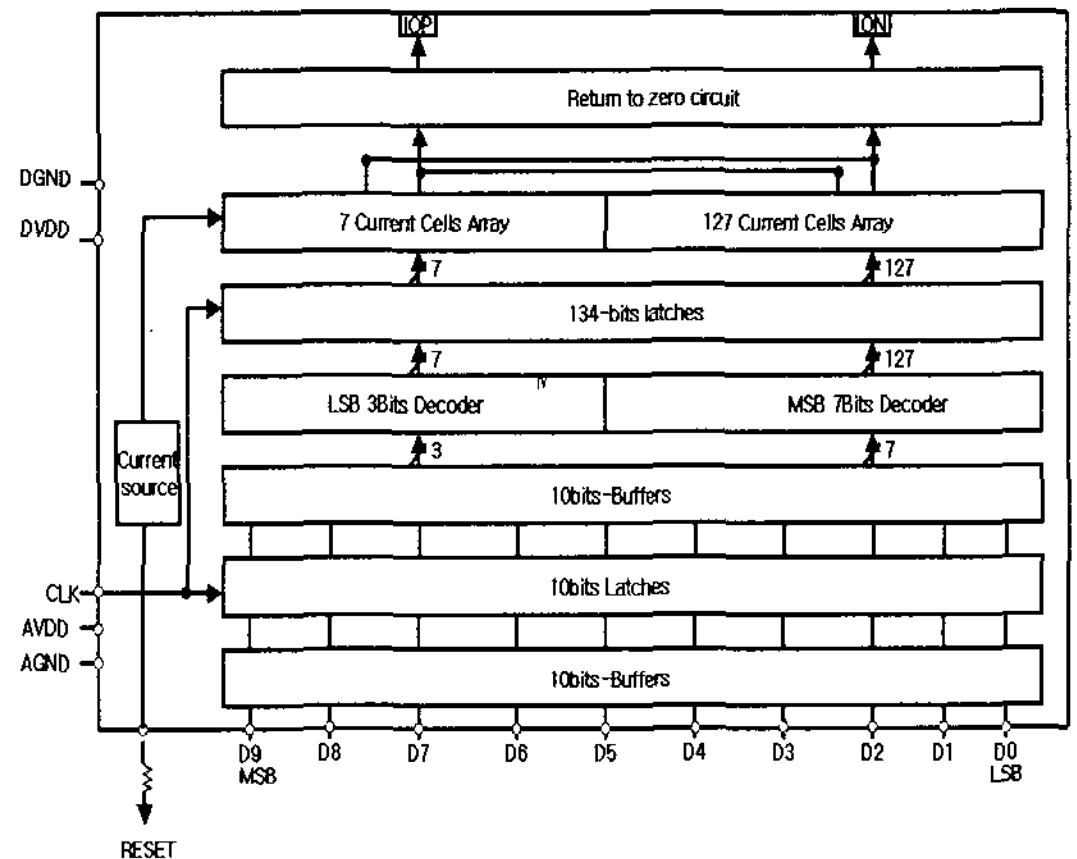 IOP
ION
Return to zero circuit
DGND
DVDD
7 Current Cells Array
127 Current Cells Array
7
127
134-bits latches
7
127
LSB 3Bits Decoder
MSB 7Bits Decoder
3
7
Current
source
10bits-Buffers
CLK
10bits Latches
AVDD
AGND
10bits-Buffers
D9
D8
D7
D6
D5
D4
D3
D2
D1
D0
MSB
LSB
RESET